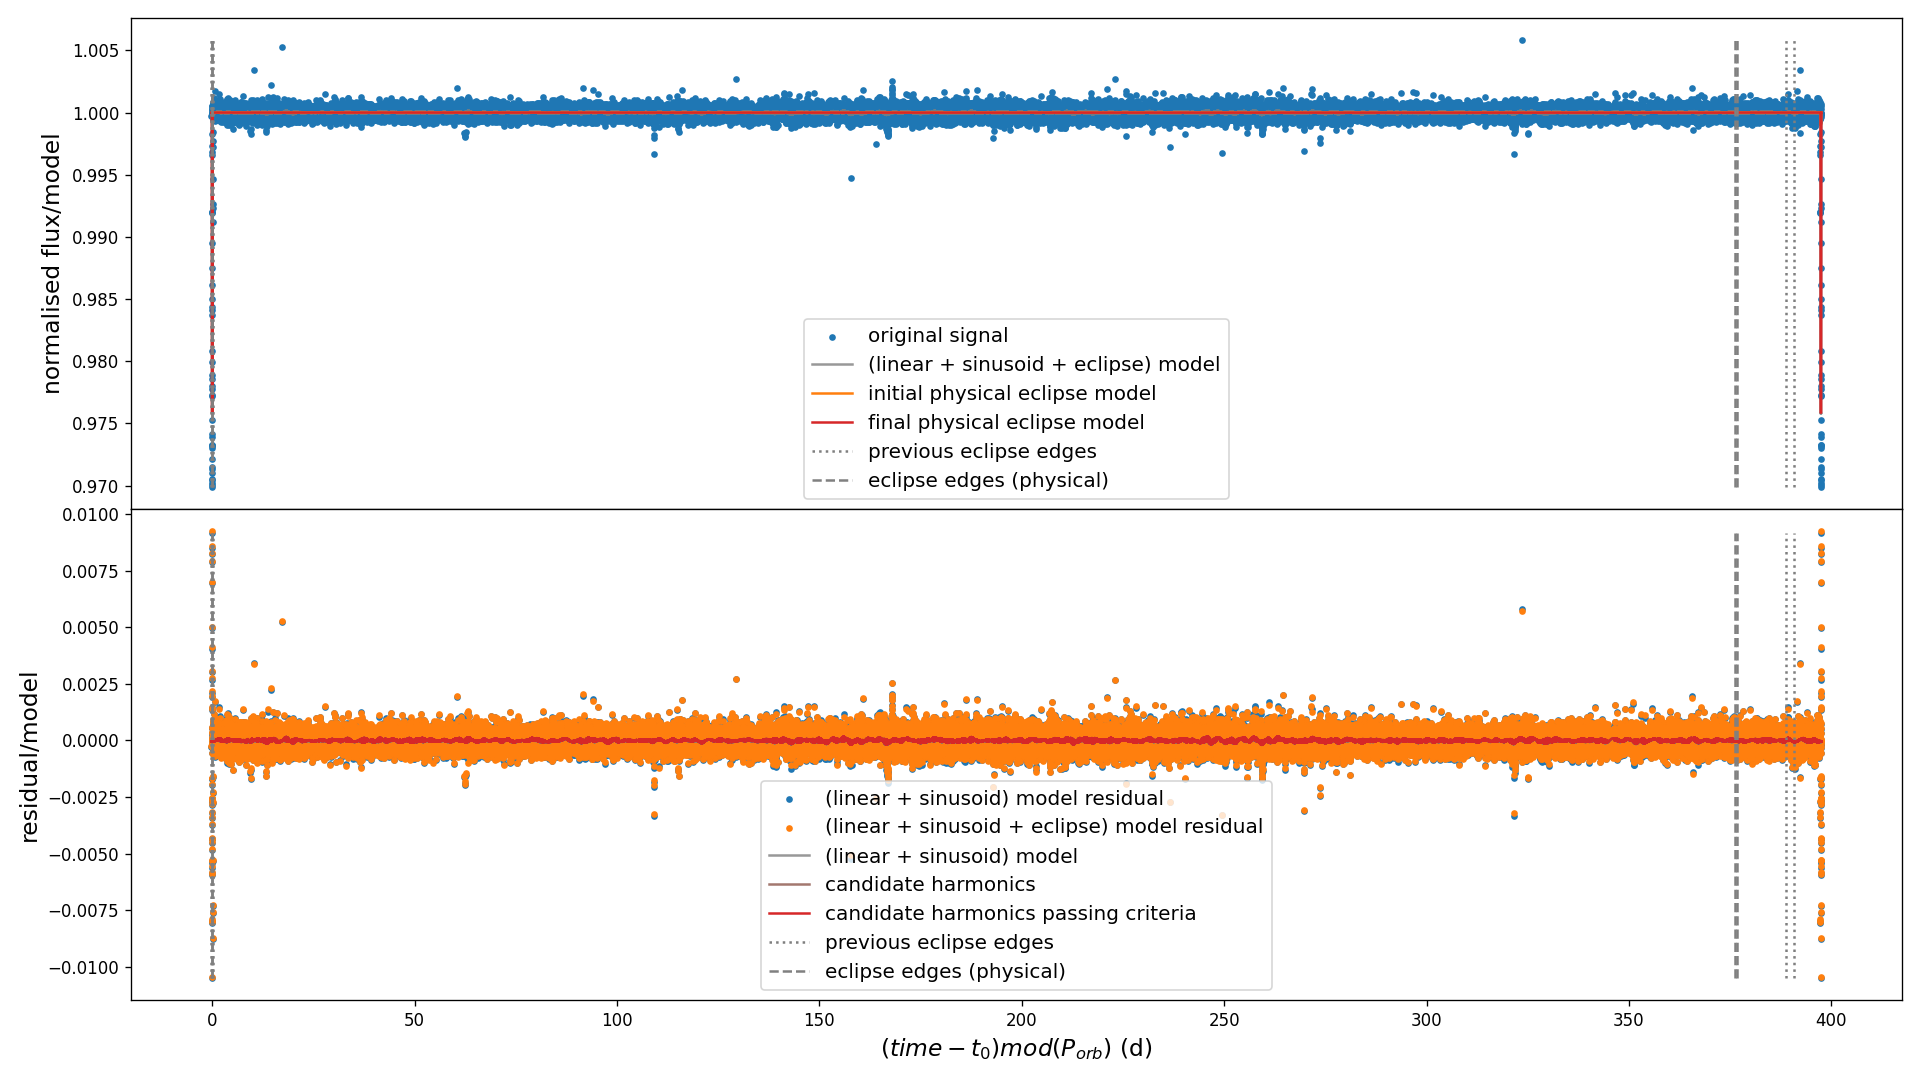 normalised flux/model
1.005
1.000
0.995
0.990
0.985
0.980
0.975
0.970
original signal
(linear + sinusoid + eclipse) model
initial physical eclipse model
final physical eclipse model
previous eclipse edges
eclipse edges (physical)
residual/model
0.0100
0.0075
0.0050
0.0025
0.0000
−0.0025
−0.0050
−0.0075
−0.0100
(linear + sinusoid) model residual
(linear + sinusoid + eclipse) model residual
(linear + sinusoid) model
candidate harmonics
candidate harmonics passing criteria
previous eclipse edges
eclipse edges (physical)
0 50 100 150 200 250 300 350 400
(time − t₀)mod(Pₒᵣb) (d)